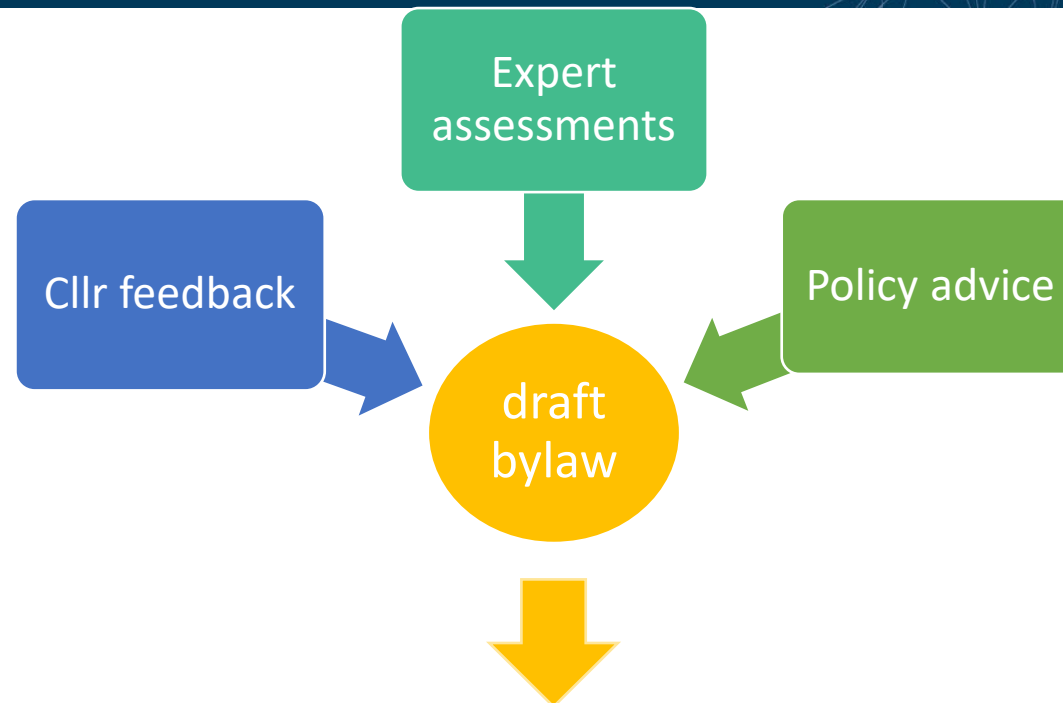 Expert
assessments
Cllr feedback
Policy advice
draft
bylaw